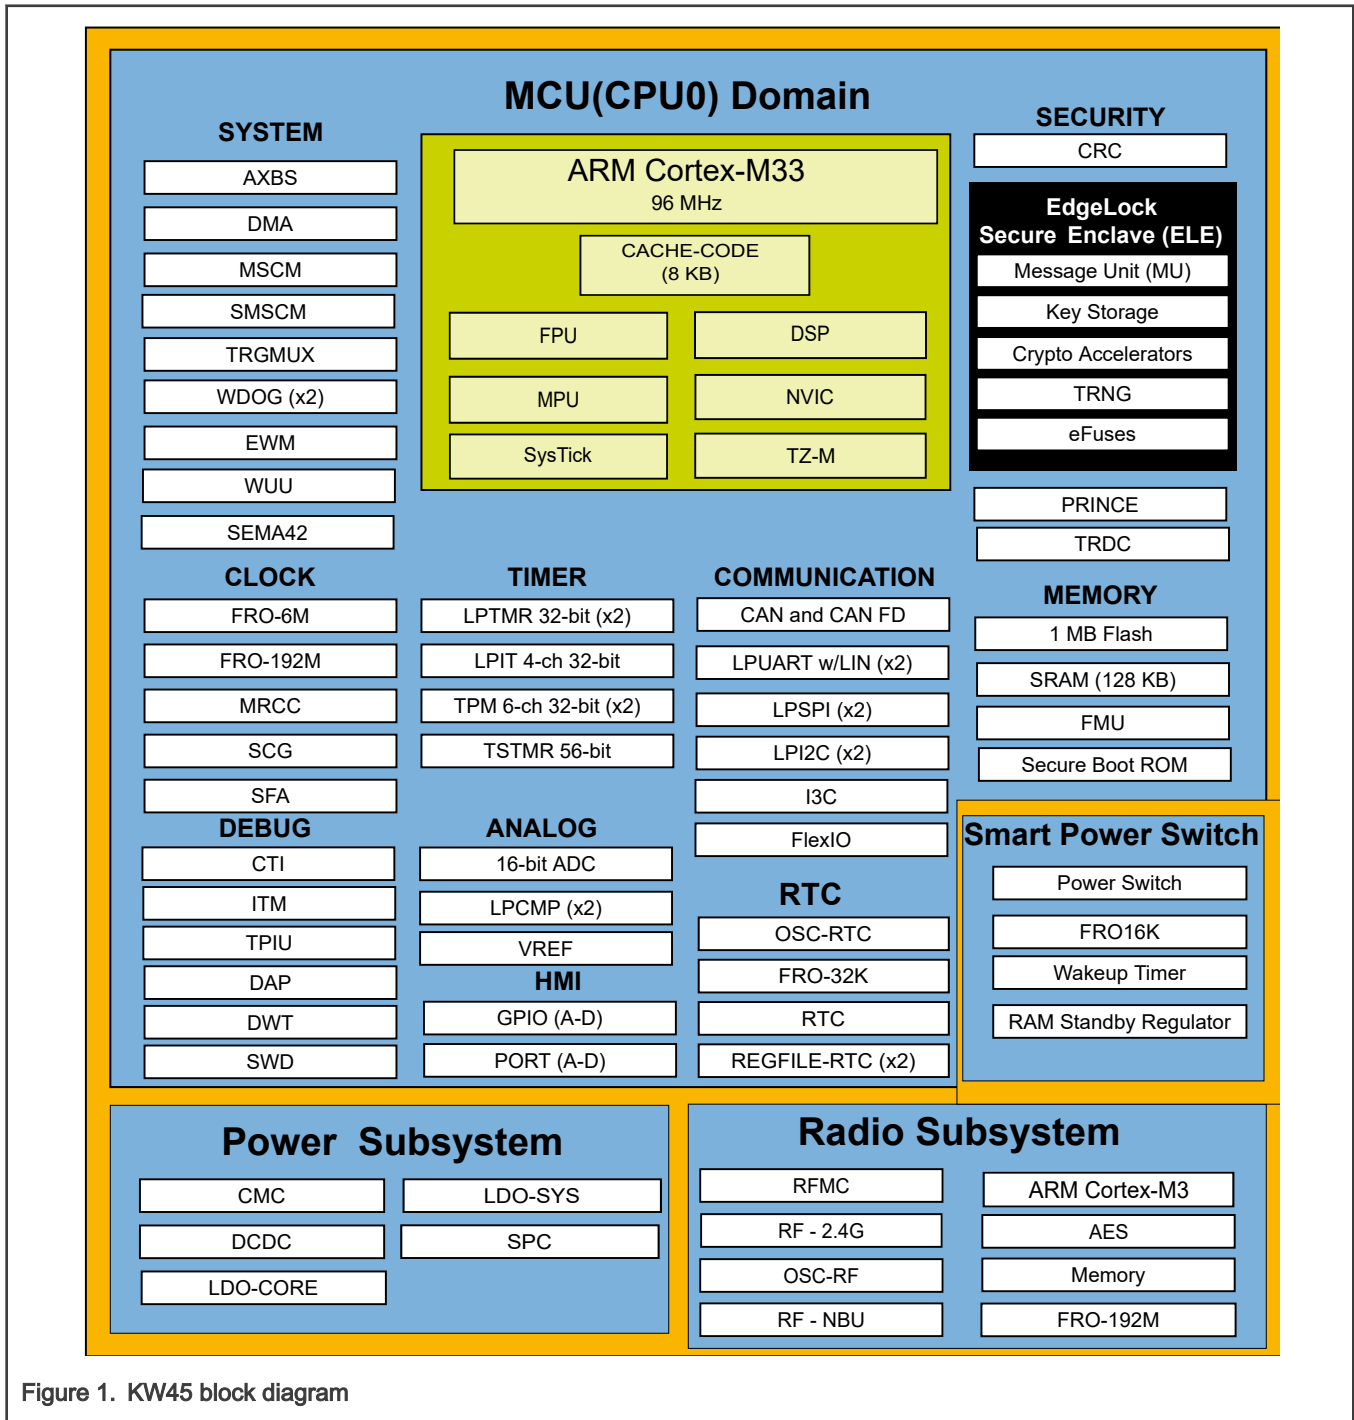 MCU(CPU0) Domain
SYSTEM
AXBS
DMA
MSCM
SMSCM
TRGMUX
WDOG (x2)
EWM
WUU
SEMA42
ARM Cortex-M33
96 MHz
CACHE-CODE
(8 KB)
FPU
DSP
MPU
NVIC
SysTick
TZ-M
SECURITY
CRC
EdgeLock
Secure Enclave (ELE)
Message Unit (MU)
Key Storage
Crypto Accelerators
TRNG
eFuses
PRINCE
TRDC
CLOCK
FRO-6M
FRO-192M
MRCC
SCG
SFA
TIMER
LPTMR 32-bit (x2)
LPIT 4-ch 32-bit
TPM 6-ch 32-bit (x2)
TSTMR 56-bit
COMMUNICATION
CAN and CAN FD
LPUART w/LIN (x2)
LPSPI (x2)
LPI2C (x2)
I3C
FlexIO
MEMORY
1 MB Flash
SRAM (128 KB)
FMU
Secure Boot ROM
DEBUG
CTI
ITM
TPIU
DAP
DWT
SWD
ANALOG
16-bit ADC
LPCMP (x2)
VREF
HMI
GPIO (A-D)
PORT (A-D)
RTC
OSC-RTC
FRO-32K
RTC
REGFILE-RTC (x2)
Smart Power Switch
Power Switch
FRO16K
Wakeup Timer
RAM Standby Regulator
Power Subsystem
CMC
LDO-SYS
DCDC
SPC
LDO-CORE
Radio Subsystem
RFMC
ARM Cortex-M3
RF - 2.4G
AES
OSC-RF
Memory
RF - NBU
FRO-192M
Figure 1. KW45 block diagram